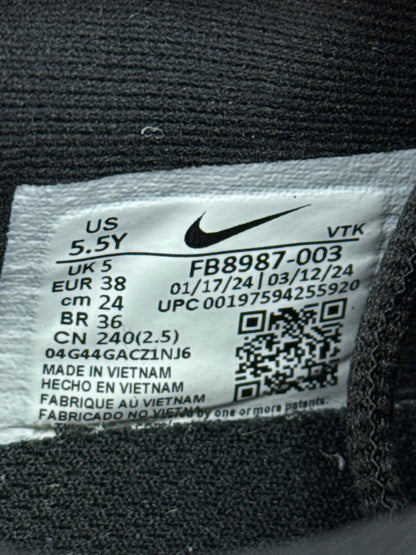 US
5.5Y
VTK
UK 5
FB8987-003
EUR 38
01/17/24 | 03/12/24
cm 24
UPC 00197594255920
BR 36
CN 240(2.5)
04G44GACZ1NJ6
MADE IN VIETNAM
HECHO EN VIETNAM
FABRIQUE AU VIETNAM
FABRICADO NO VIETNAM
by one or more patents: